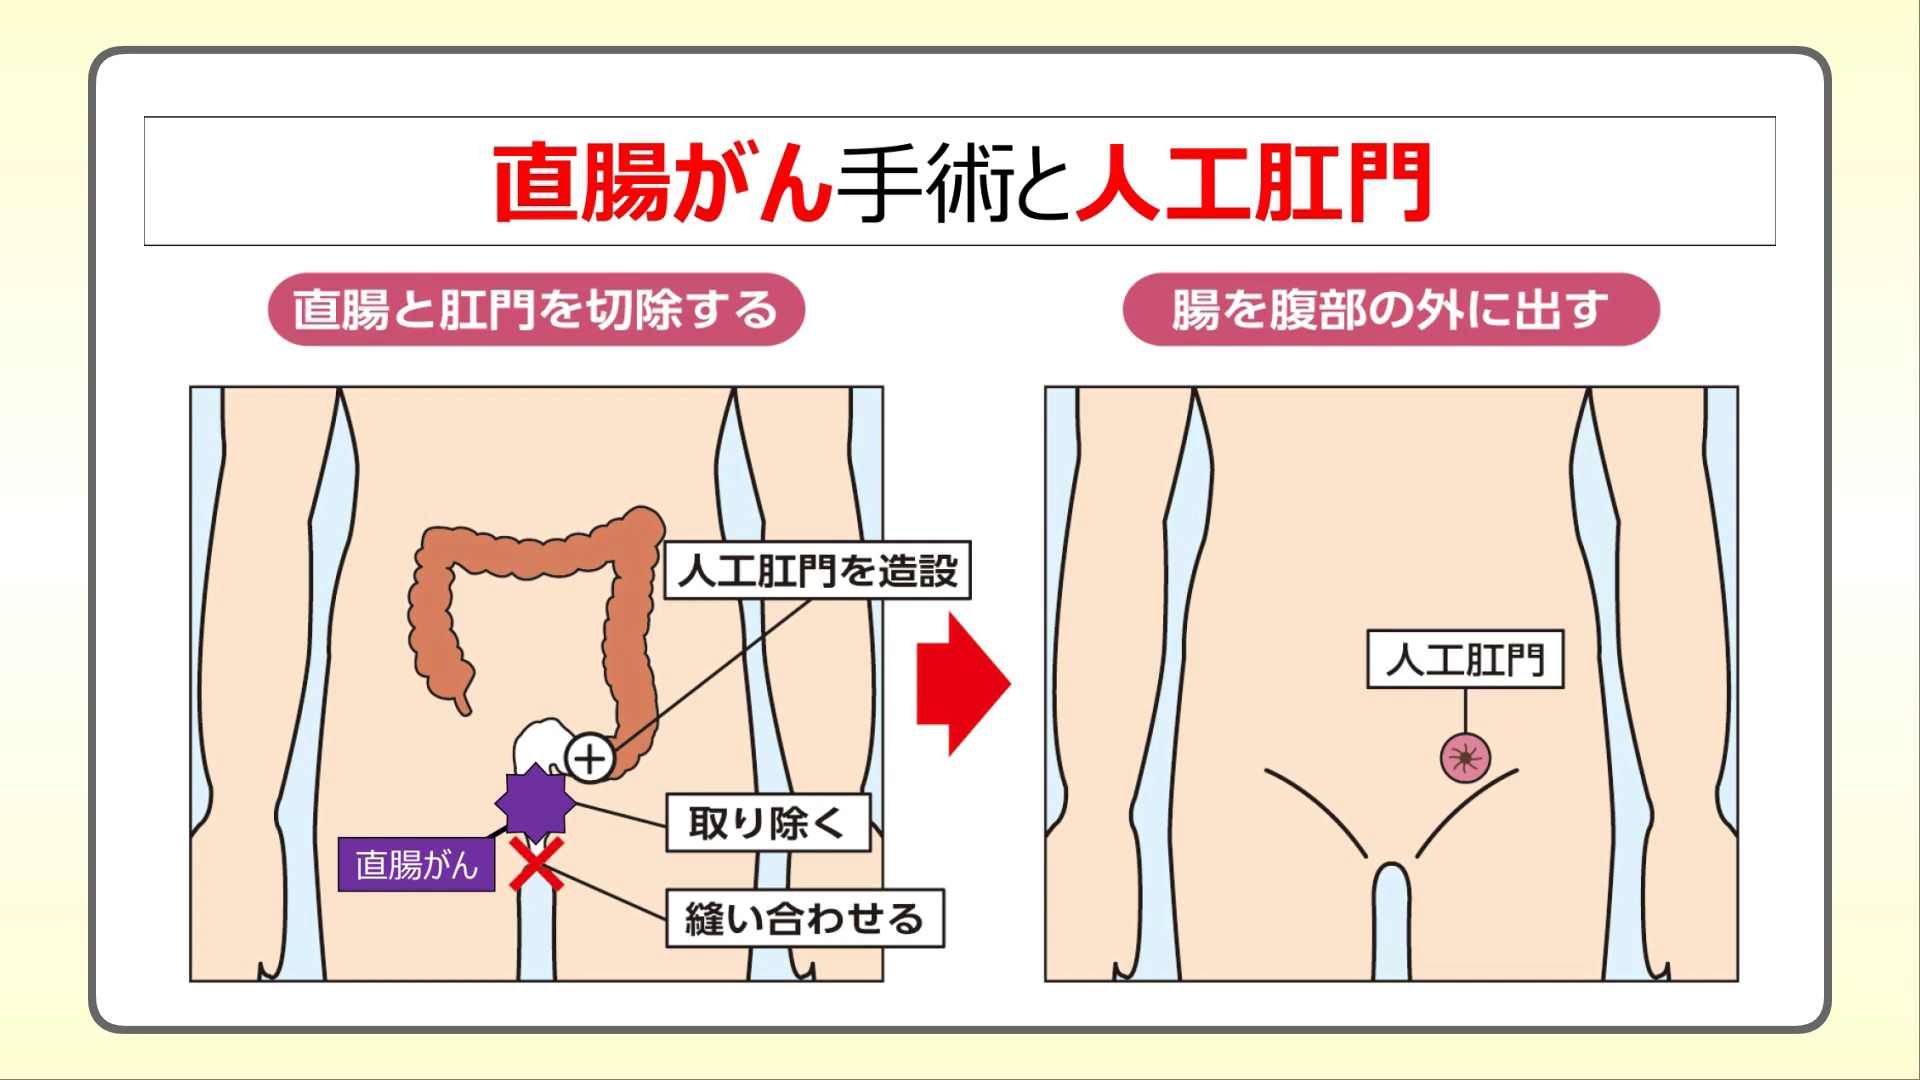 直腸がん手術と人工肛門
直腸と肛門を切除する
人工肛門を造設
取り除く
直腸がん
縫い合わせる
腸を腹部の外に出す
人工肛門